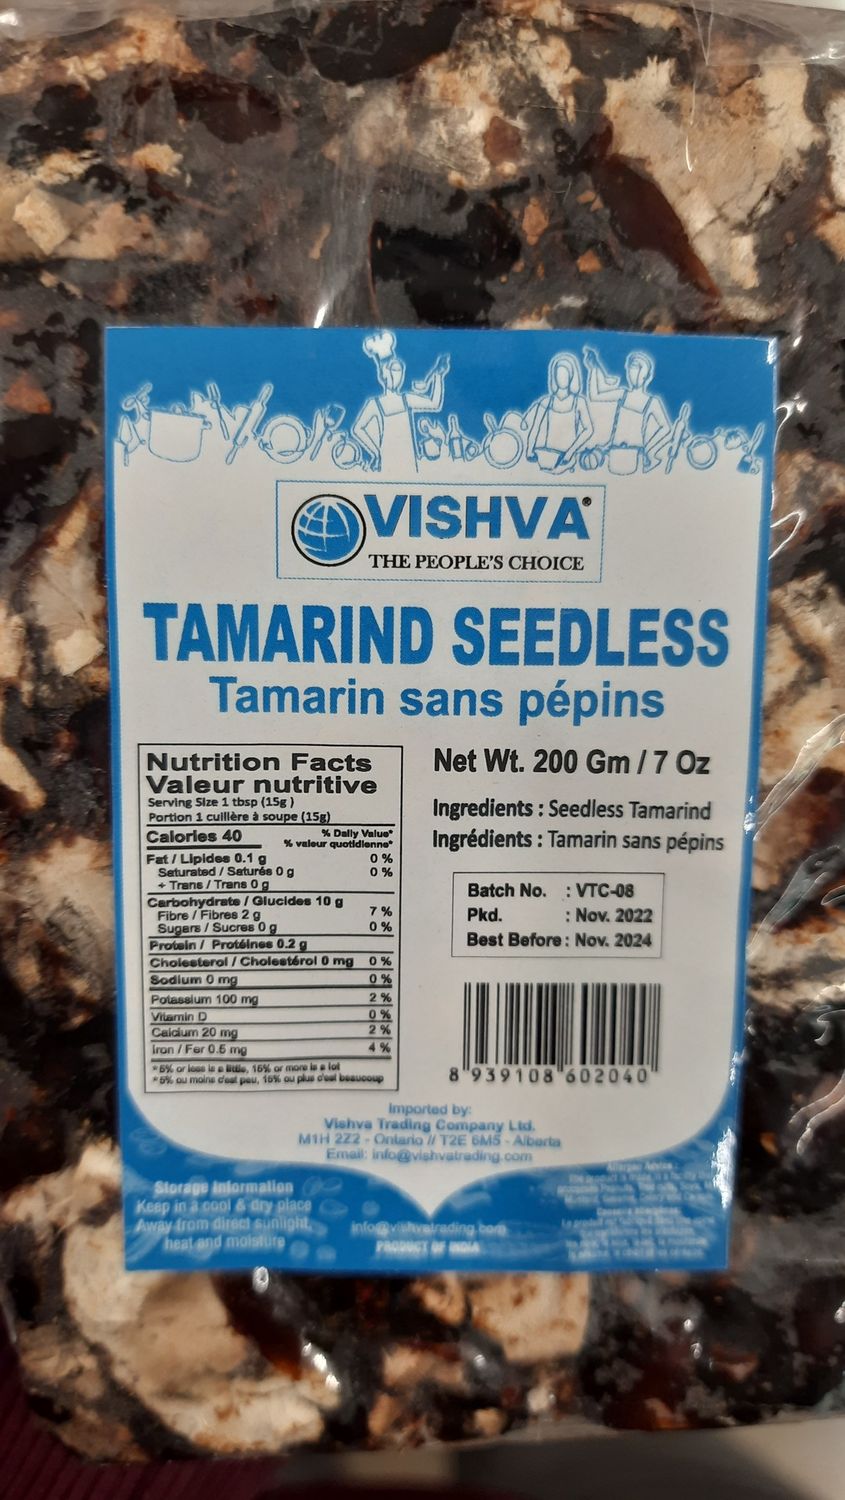 VISHVA®
THE PEOPLE'S CHOICE
TAMARIND SEEDLESS
Tamarin sans pépins
Nutrition Facts
Valeur nutritive
Serving Size 1 tbsp (15g )
Portion 1 cuillère à soupe (15g)
Calories 40
% Daily Value*
% valeur quotidienne*
Fat / Lipides 0.1 g 0 %
Saturated / Saturés 0 g 0 %
+ Trans / Trans 0 g
Carbohydrate / Glucides 10 g
Fibre / Fibres 2 g 7 %
Sugars / Sucres 0 g 0 %
Protein / Protéines 0.2 g
Cholesterol / Cholestérol 0 mg 0 %
Sodium 0 mg 0 %
Potassium 100 mg 2 %
Vitamin D 0 %
Calcium 20 mg 2 %
Iron / Fer 0.5 mg 4 %
*5% or less is a little, 15% or more is a lot
*5% ou moins c'est peu, 15% ou plus c'est beaucoup
Net Wt. 200 Gm / 7 Oz
Ingredients : Seedless Tamarind
Ingrédients : Tamarin sans pépins
Batch No. : VTC-08
Pkd. : Nov. 2022
Best Before : Nov. 2024
8 939108 602040
Imported by:
Vishva Trading Company Ltd.
M1H 2Z2 - Ontario // T2E 6M5 - Alberta
Email: info@vishvatrading.com
Storage Information
Keep in a cool & dry place
Away from direct sunlight,
heat and moisture
info@vishvatrading.com
PRODUCT OF INDIA
Allergen Advice :